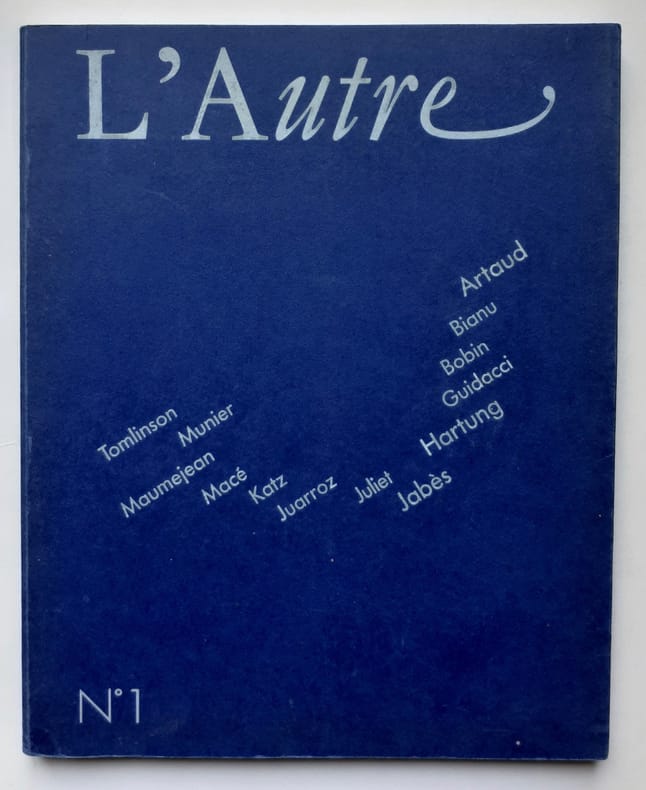 L'Autre
Artaud
Bianu
Bobin
Guidacci
Hartung
Jabès
Juliet
Juarroz
Katz
Macé
Maumejean
Munier
Tomlinson
N°1